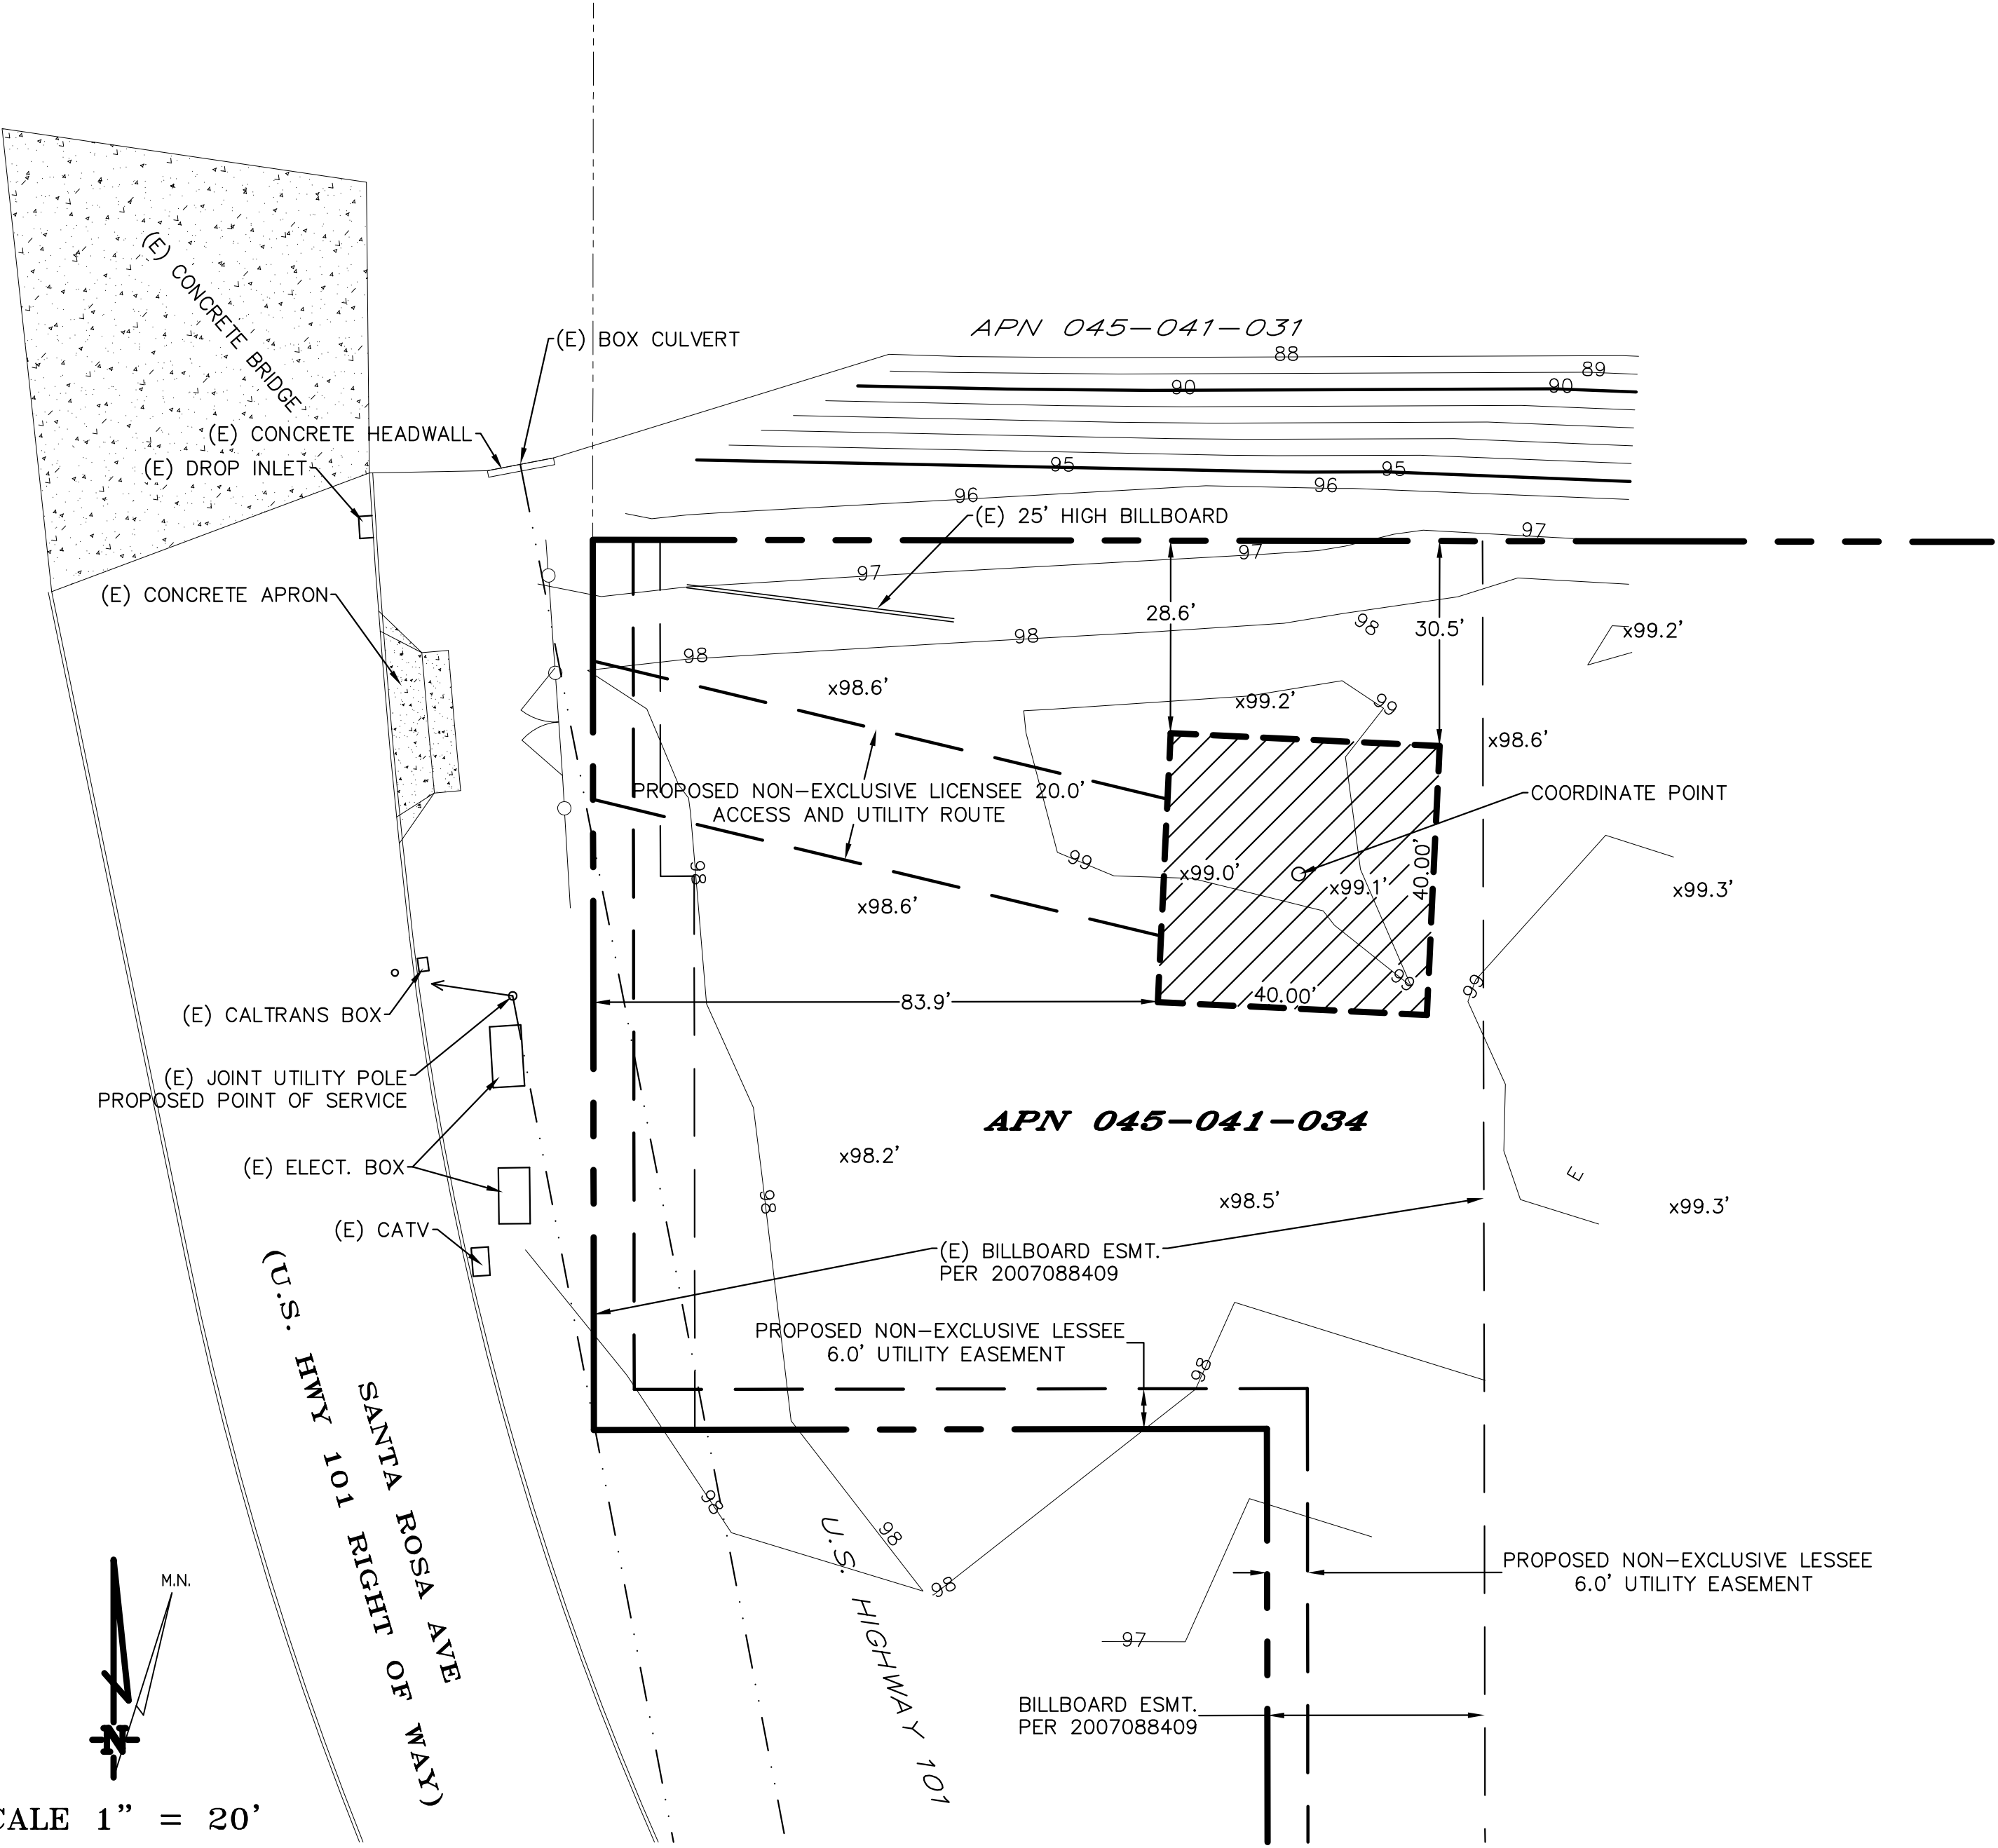 APN 045-041-031
88
89
90
90
95
95
96
96
97
97
97
(E) CONCRETE BRIDGE
(E) BOX CULVERT
(E) CONCRETE HEADWALL
(E) DROP INLET
(E) 25' HIGH BILLBOARD
(E) CONCRETE APRON
28.6'
30.5'
98
98
98
x99.2'
x98.6'
x99.2'
99
x98.6'
PROPOSED NON-EXCLUSIVE LICENSEE 20.0'
ACCESS AND UTILITY ROUTE
COORDINATE POINT
98
99
x99.0'
x99.1'
40.00'
x99.3'
x98.6'
99
99
40.00'
83.9'
(E) CALTRANS BOX
(E) JOINT UTILITY POLE
PROPOSED POINT OF SERVICE
(E) ELECT. BOX
(E) CATV
APN 045-041-034
x98.2'
98
x98.5'
E
x99.3'
(E) BILLBOARD ESMT.
PER 2007088409
PROPOSED NON-EXCLUSIVE LESSEE
6.0' UTILITY EASEMENT
98
98
98
98
PROPOSED NON-EXCLUSIVE LESSEE
6.0' UTILITY EASEMENT
97
BILLBOARD ESMT.
PER 2007088409
U.S. HIGHWAY 101
SANTA ROSA AVE
(U.S. HWY 101 RIGHT OF WAY)
M.N.
N
CALE 1" = 20'